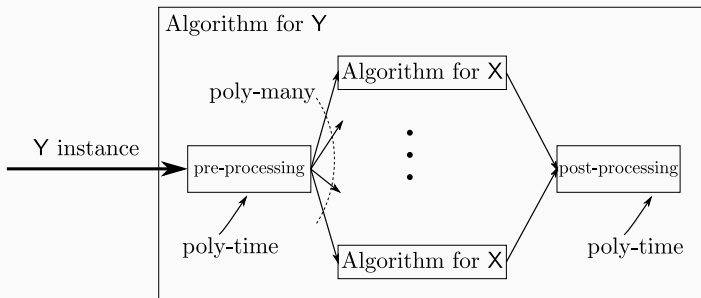 Algorithm for Y
Algorithm for X
poly-many
Y instance
pre-processing
post-processing
poly-time
poly-time
Algorithm for X